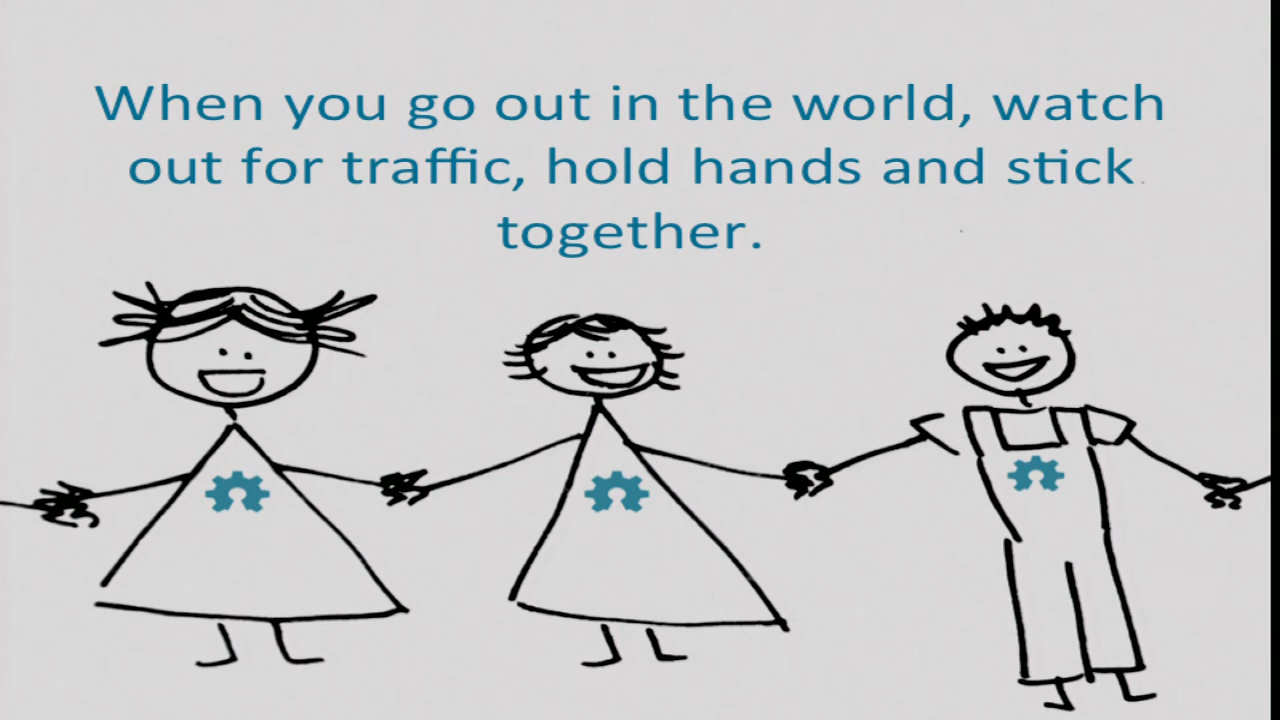 When you go out in the world, watch
out for traffic, hold hands and stick
together.